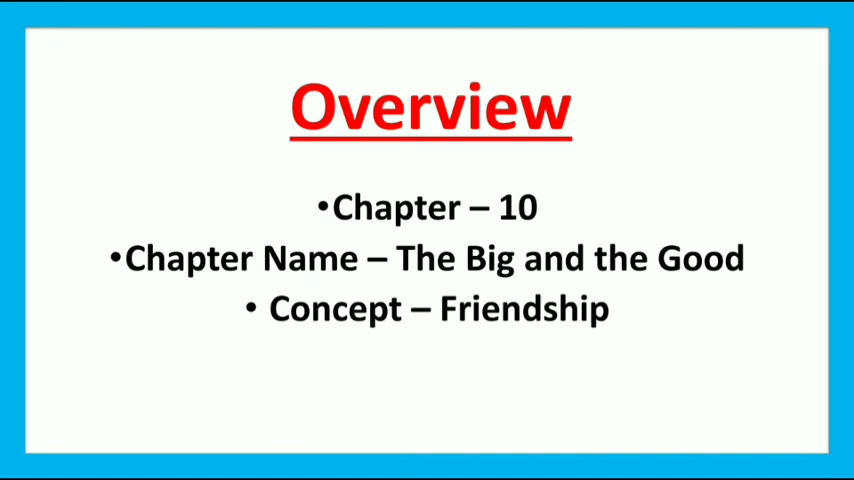 Overview
•Chapter – 10
•Chapter Name – The Big and the Good
• Concept – Friendship